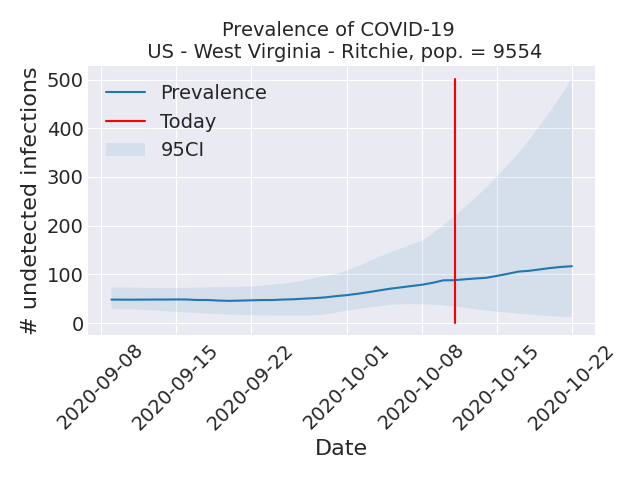 Prevalence of COVID-19
US - West Virginia - Ritchie, pop. = 9554
# undetected infections
500
400
300
200
100
0
Prevalence
Today
95CI
2020-09-08
2020-09-15
2020-09-22
2020-10-01
2020-10-08
2020-10-15
2020-10-22
Date